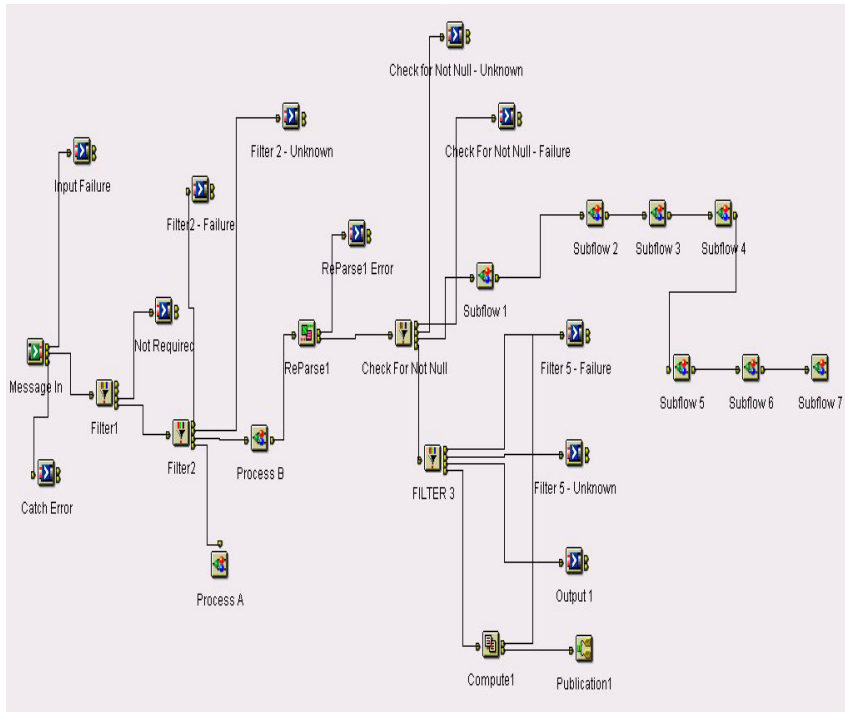 Check for Not Null - Unknown
Filter 2 - Unknown
Check For Not Null - Failure
Input Failure
Filter2 - Failure
Subflow 2
Subflow 3
Subflow 4
ReParse1 Error
Subflow 1
Not Required
ReParse1
Check For Not Null
Filter 5 - Failure
Message In
Subflow 5
Subflow 6
Subflow 7
Filter1
Filter2
Process B
FILTER 3
Filter 5 - Unknown
Catch Error
Process A
Output 1
Compute1
Publication1